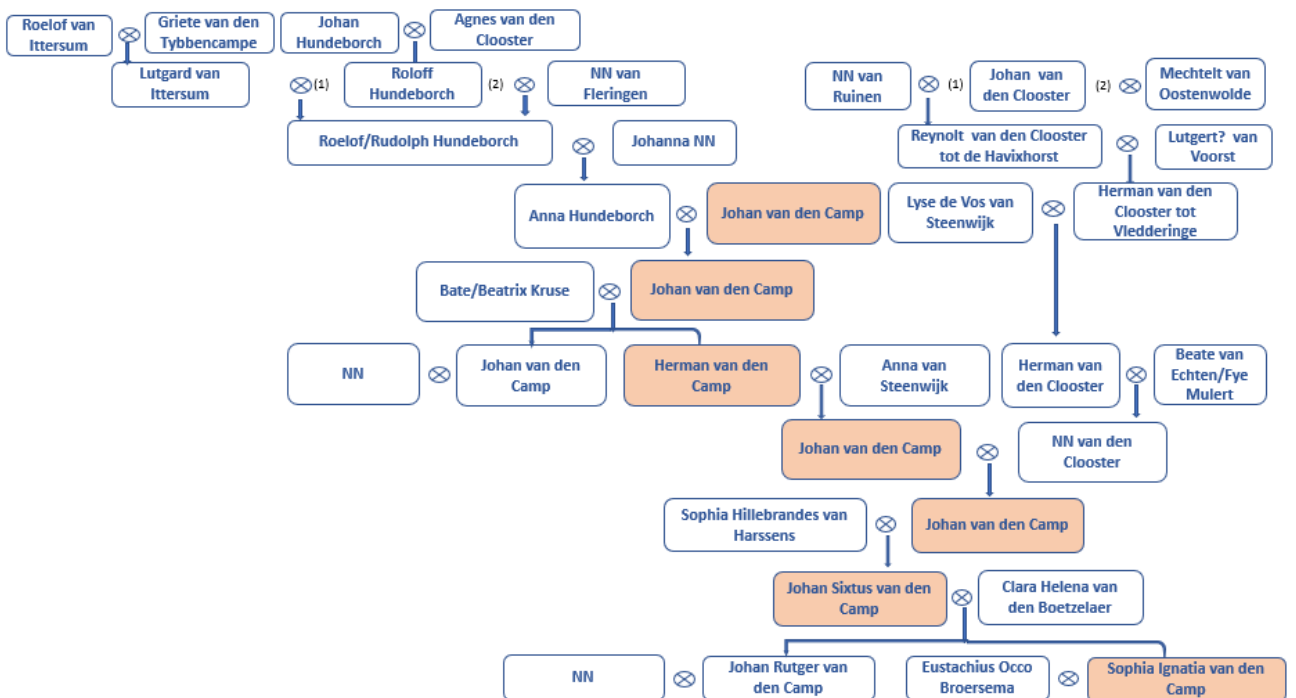 Roelof van
Ittersum
Griete van den
Tybbencampe
Johan
Hundeborch
Agnes van den
Clooster
Lutgard van
Ittersum
(1)
Roloff
Hundeborch
(2)
NN van
Fleringen
NN van
Ruinen
(1)
Johan van
den Clooster
(2)
Mechtelt van
Oostenwolde
Roelof/Rudolph Hundeborch
Johanna NN
Reynolt van den Clooster
tot de Havixhorst
Lutgert? van
Voorst
Anna Hundeborch
Johan van den Camp
Lyse de Vos van
Steenwijk
Herman van den
Clooster tot
Vledderinge
Bate/Beatrix Kruse
Johan van den Camp
NN
Johan van den
Camp
Herman van den
Camp
Anna van
Steenwijk
Herman van
den Clooster
Beate van
Echten/Fye
Mulert
Johan van den Camp
NN van den
Clooster
Sophia Hillebrandes van
Harssens
Johan van den Camp
Johan Sixtus van den
Camp
Clara Helena van
den Boetzelaer
NN
Johan Rutger van
den Camp
Eustachius Occo
Broersema
Sophia Ignatia van den
Camp